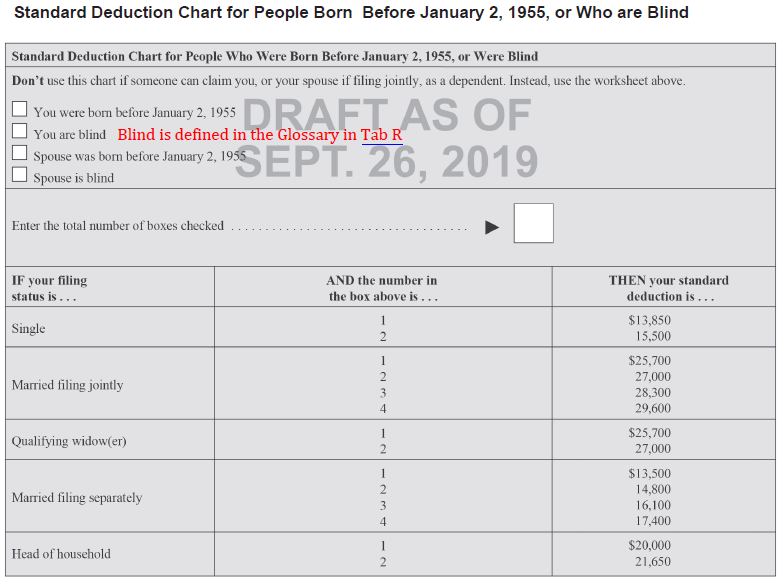 Standard Deduction Chart for People Born Before January 2, 1955, or Who are Blind
Standard Deduction Chart for People Who Were Born Before January 2, 1955, or Were Blind
Don't use this chart if someone can claim you, or your spouse if filing jointly, as a dependent. Instead, use the worksheet above.
You were born before January 2, 1955
You are blind Blind is defined in the Glossary in Tab R
Spouse was born before January 2, 1955
Spouse is blind
DRAFT AS OF
SEPT. 26, 2019
Enter the total number of boxes checked . . . . . . . . . . . . . . . . . . . . . . . . . . . . . . . . . . . ▶
IF your filing status is . . . AND the number in the box above is . . . THEN your standard deduction is . . .
Single
1 $13,850
2 15,500
Married filing jointly
1 $25,700
2 27,000
3 28,300
4 29,600
Qualifying widow(er)
1 $25,700
2 27,000
Married filing separately
1 $13,500
2 14,800
3 16,100
4 17,400
Head of household
1 $20,000
2 21,650